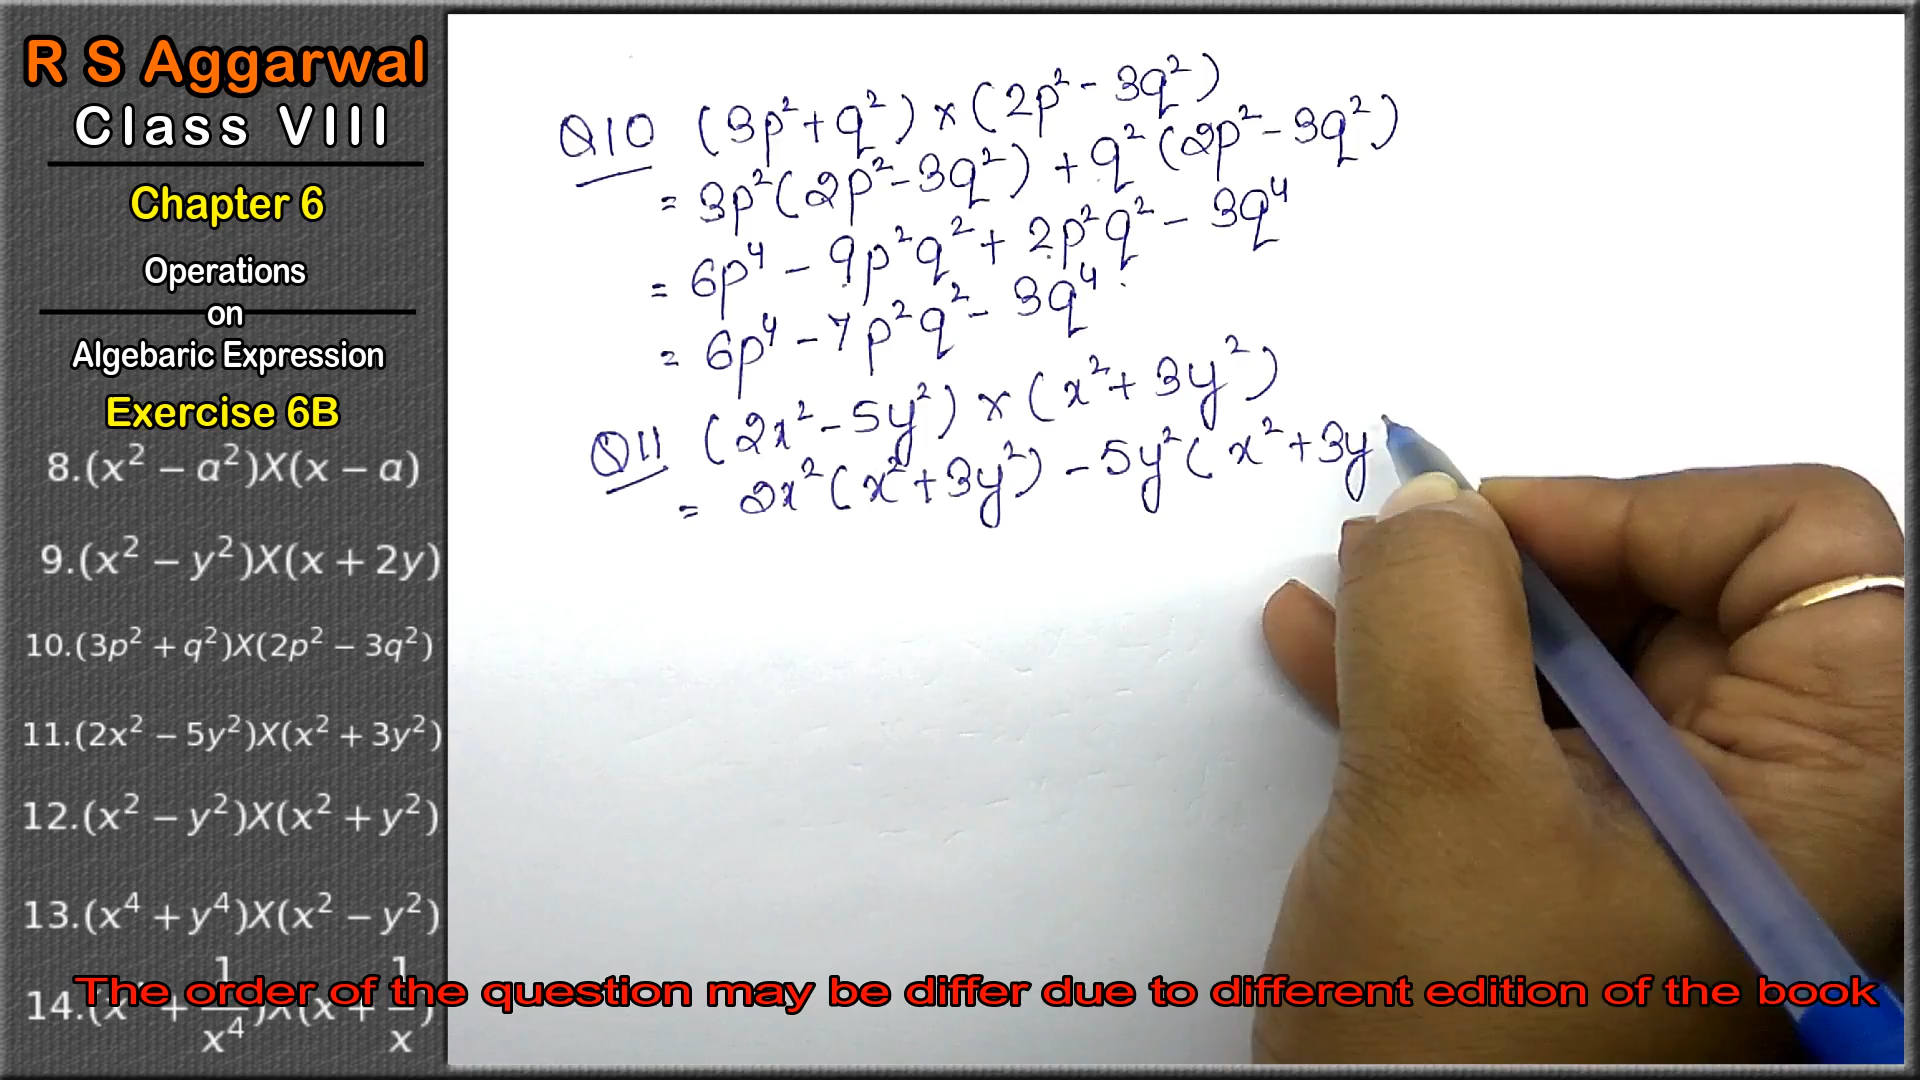 R S Aggarwal
Class VIII
Chapter 6
Operations
on
Algebaric Expression
Exercise 6B
8.(x² − a²)X(x − a)
9.(x² − y²)X(x + 2y)
10.(3p² + q²)X(2p² − 3q²)
11.(2x² − 5y²)X(x² + 3y²)
12.(x² − y²)X(x² + y²)
13.(x⁴ + y⁴)X(x² − y²)
Q10 (3p² + q²) × (2p² - 3q²)
= 3p²(2p² - 3q²) + q²(2p² - 3q²)
= 6p⁴ - 9p²q² + 2p²q² - 3q⁴
= 6p⁴ - 7p²q² - 3q⁴
Q11 (2x² - 5y²) × (x² + 3y²)
= 2x²(x² + 3y²) - 5y²(x² + 3y
The order of the question may be differ due to different edition of the book